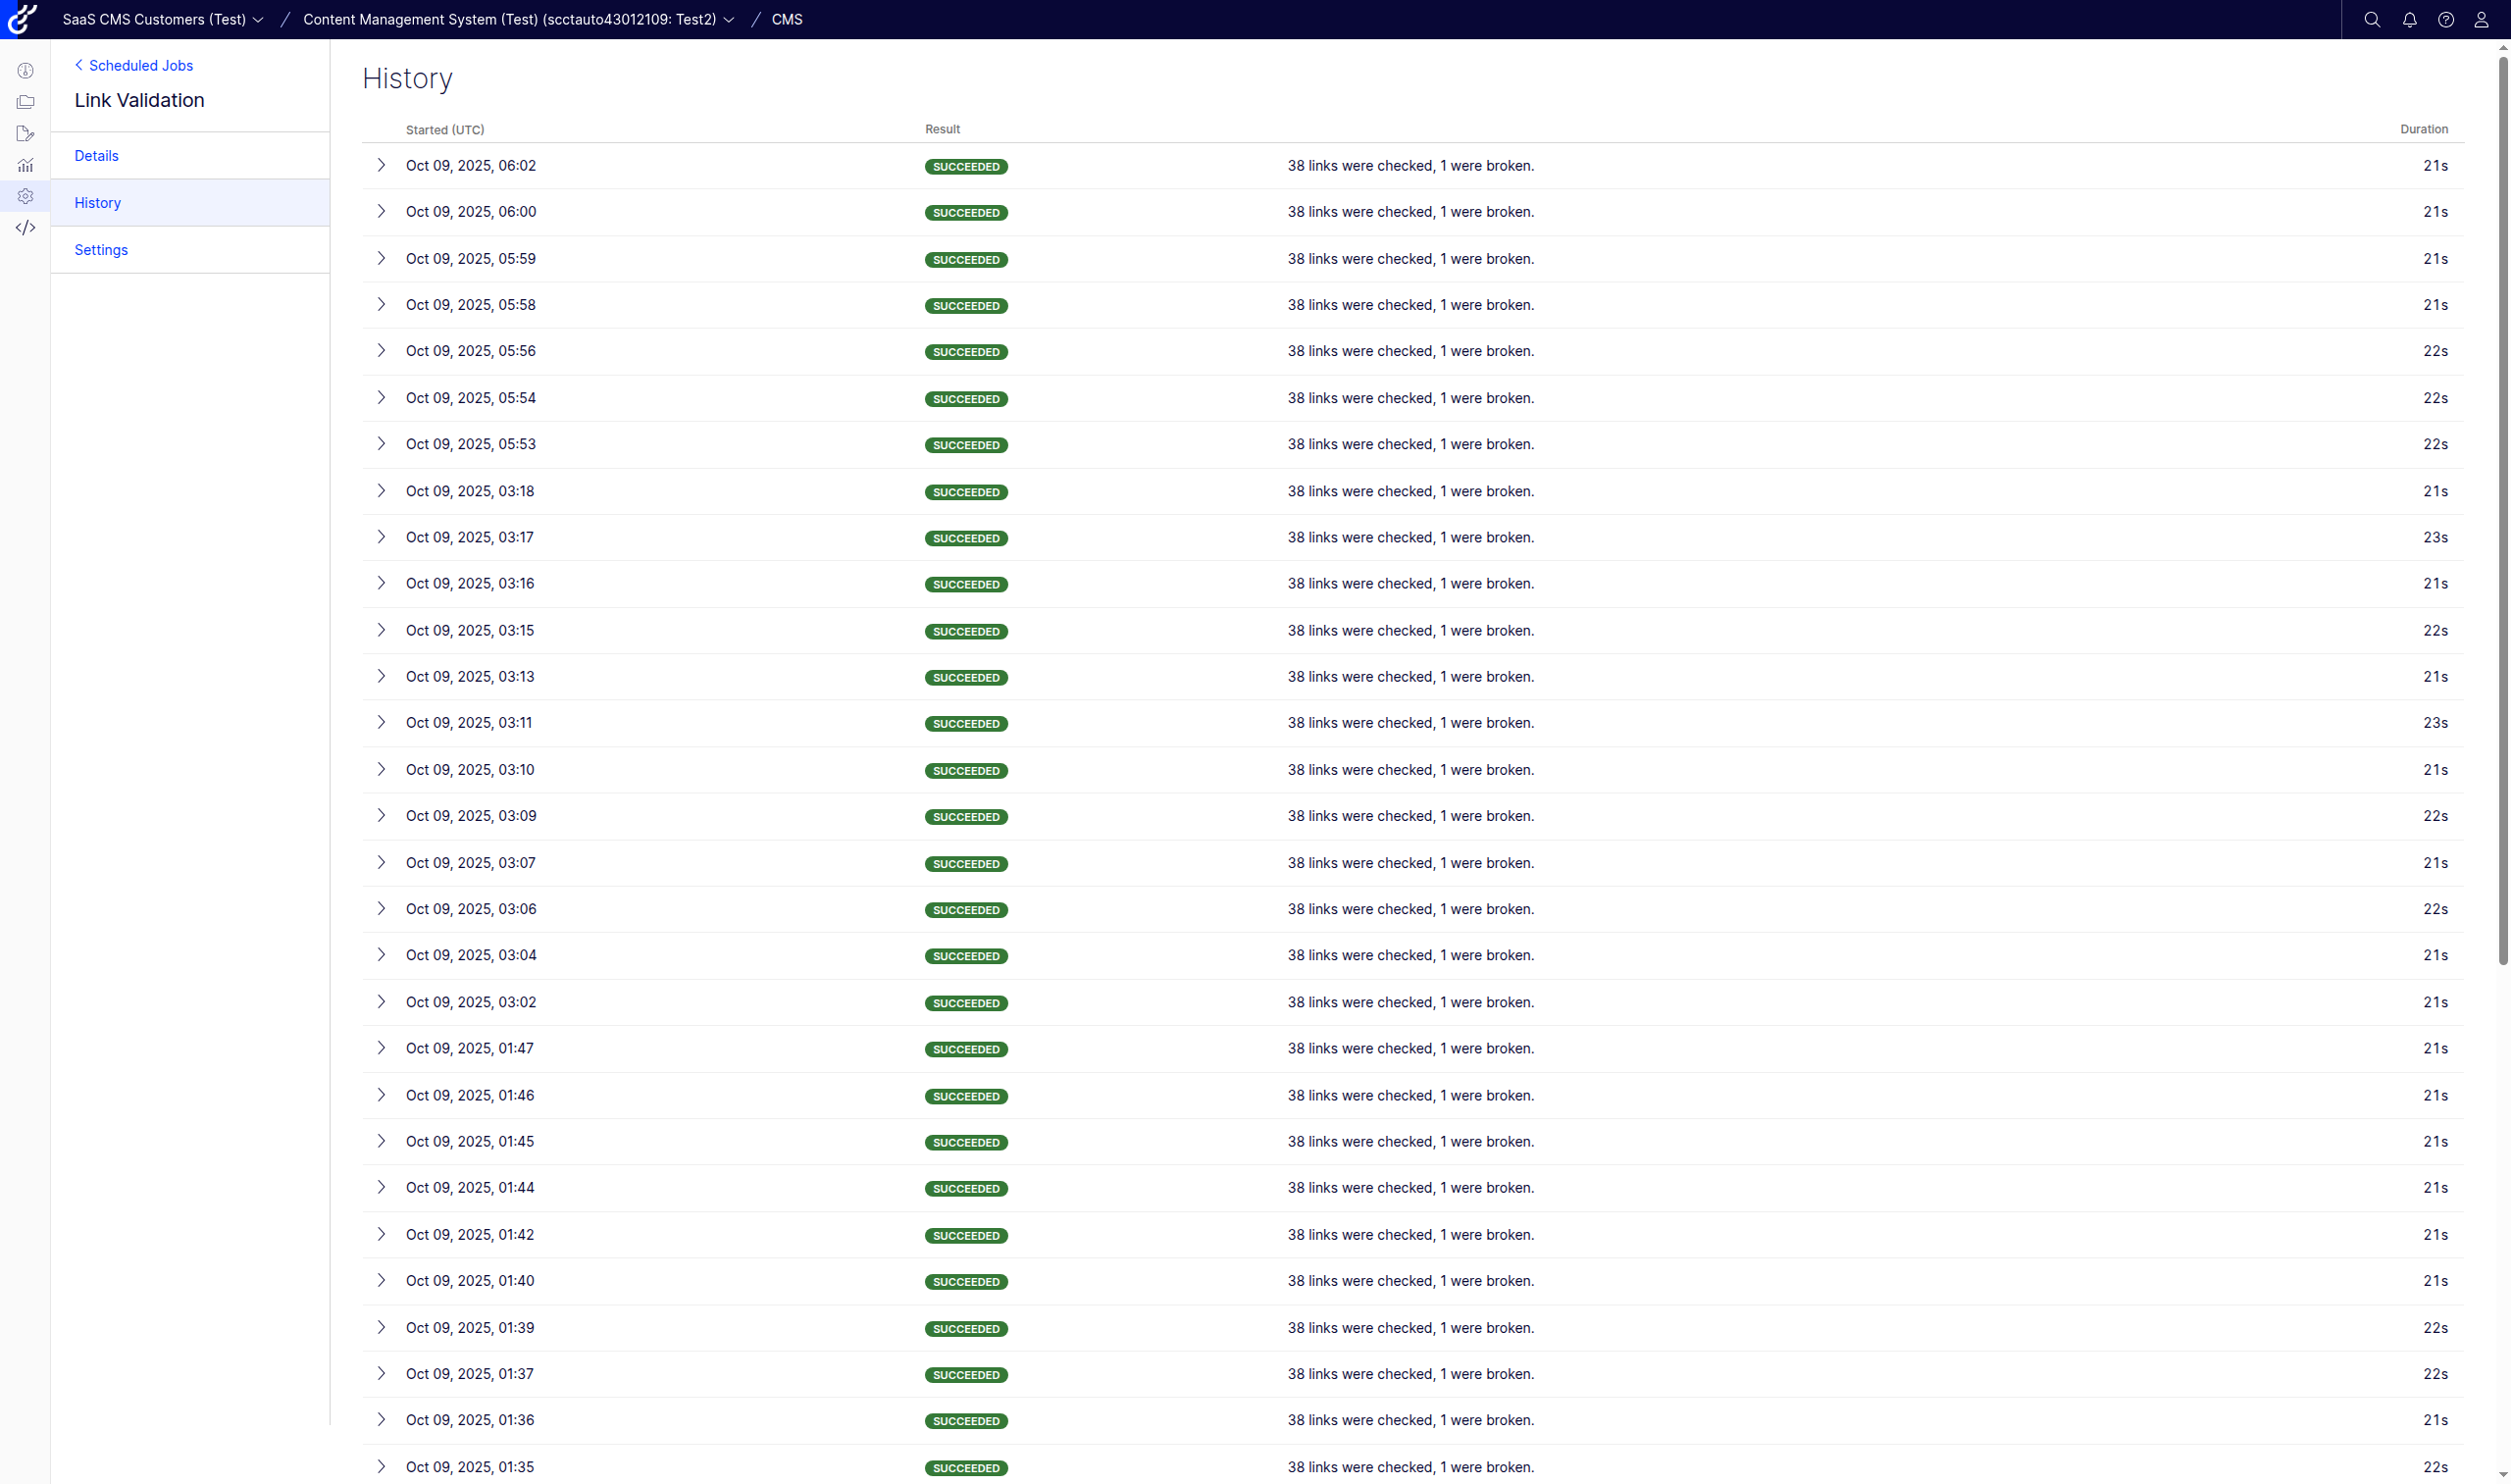 SaaS CMS Customers (Test) / Content Management System (Test) (scctauto43012109: Test2) / CMS
Scheduled Jobs
Link Validation
Details
History
Settings
History
Started (UTC) Result Duration
Oct 09, 2025, 06:02 SUCCEEDED 38 links were checked, 1 were broken. 21s
Oct 09, 2025, 06:00 SUCCEEDED 38 links were checked, 1 were broken. 21s
Oct 09, 2025, 05:59 SUCCEEDED 38 links were checked, 1 were broken. 21s
Oct 09, 2025, 05:58 SUCCEEDED 38 links were checked, 1 were broken. 21s
Oct 09, 2025, 05:56 SUCCEEDED 38 links were checked, 1 were broken. 22s
Oct 09, 2025, 05:54 SUCCEEDED 38 links were checked, 1 were broken. 22s
Oct 09, 2025, 05:53 SUCCEEDED 38 links were checked, 1 were broken. 22s
Oct 09, 2025, 03:18 SUCCEEDED 38 links were checked, 1 were broken. 21s
Oct 09, 2025, 03:17 SUCCEEDED 38 links were checked, 1 were broken. 23s
Oct 09, 2025, 03:16 SUCCEEDED 38 links were checked, 1 were broken. 21s
Oct 09, 2025, 03:15 SUCCEEDED 38 links were checked, 1 were broken. 22s
Oct 09, 2025, 03:13 SUCCEEDED 38 links were checked, 1 were broken. 21s
Oct 09, 2025, 03:11 SUCCEEDED 38 links were checked, 1 were broken. 23s
Oct 09, 2025, 03:10 SUCCEEDED 38 links were checked, 1 were broken. 21s
Oct 09, 2025, 03:09 SUCCEEDED 38 links were checked, 1 were broken. 22s
Oct 09, 2025, 03:07 SUCCEEDED 38 links were checked, 1 were broken. 21s
Oct 09, 2025, 03:06 SUCCEEDED 38 links were checked, 1 were broken. 22s
Oct 09, 2025, 03:04 SUCCEEDED 38 links were checked, 1 were broken. 21s
Oct 09, 2025, 03:02 SUCCEEDED 38 links were checked, 1 were broken. 21s
Oct 09, 2025, 01:47 SUCCEEDED 38 links were checked, 1 were broken. 21s
Oct 09, 2025, 01:46 SUCCEEDED 38 links were checked, 1 were broken. 21s
Oct 09, 2025, 01:45 SUCCEEDED 38 links were checked, 1 were broken. 21s
Oct 09, 2025, 01:44 SUCCEEDED 38 links were checked, 1 were broken. 21s
Oct 09, 2025, 01:42 SUCCEEDED 38 links were checked, 1 were broken. 21s
Oct 09, 2025, 01:40 SUCCEEDED 38 links were checked, 1 were broken. 21s
Oct 09, 2025, 01:39 SUCCEEDED 38 links were checked, 1 were broken. 22s
Oct 09, 2025, 01:37 SUCCEEDED 38 links were checked, 1 were broken. 22s
Oct 09, 2025, 01:36 SUCCEEDED 38 links were checked, 1 were broken. 21s
Oct 09, 2025, 01:35 SUCCEEDED 38 links were checked, 1 were broken. 22s